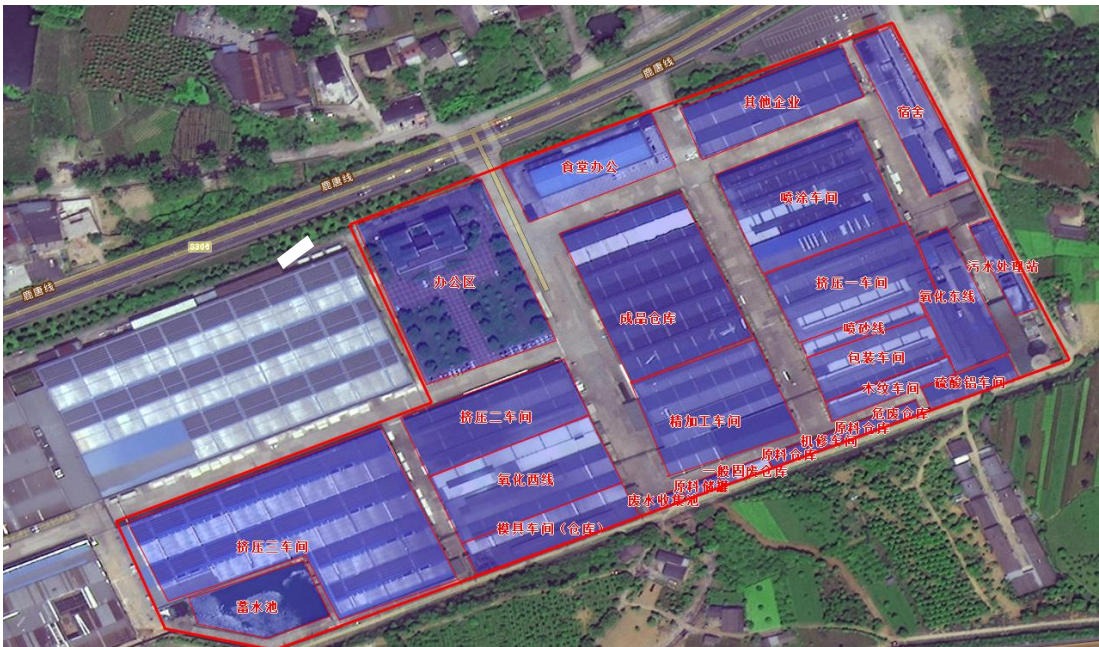 鹿唐线
其他企业
宿舍
食堂办公
鹿唐线
喷涂车间
S306
鹿唐线
办公区
污水处理站
挤压一车间
氧化东线
成品仓库
喷砂线
包装车间
木纹车间
硫酸铝车间
挤压二车间
精加工车间
危废仓库
原料仓库
机修车间
原料仓库
一般固废仓库
氧化西线
原料储罐
废水收集池
模具车间（仓库）
挤压三车间
蓄水池